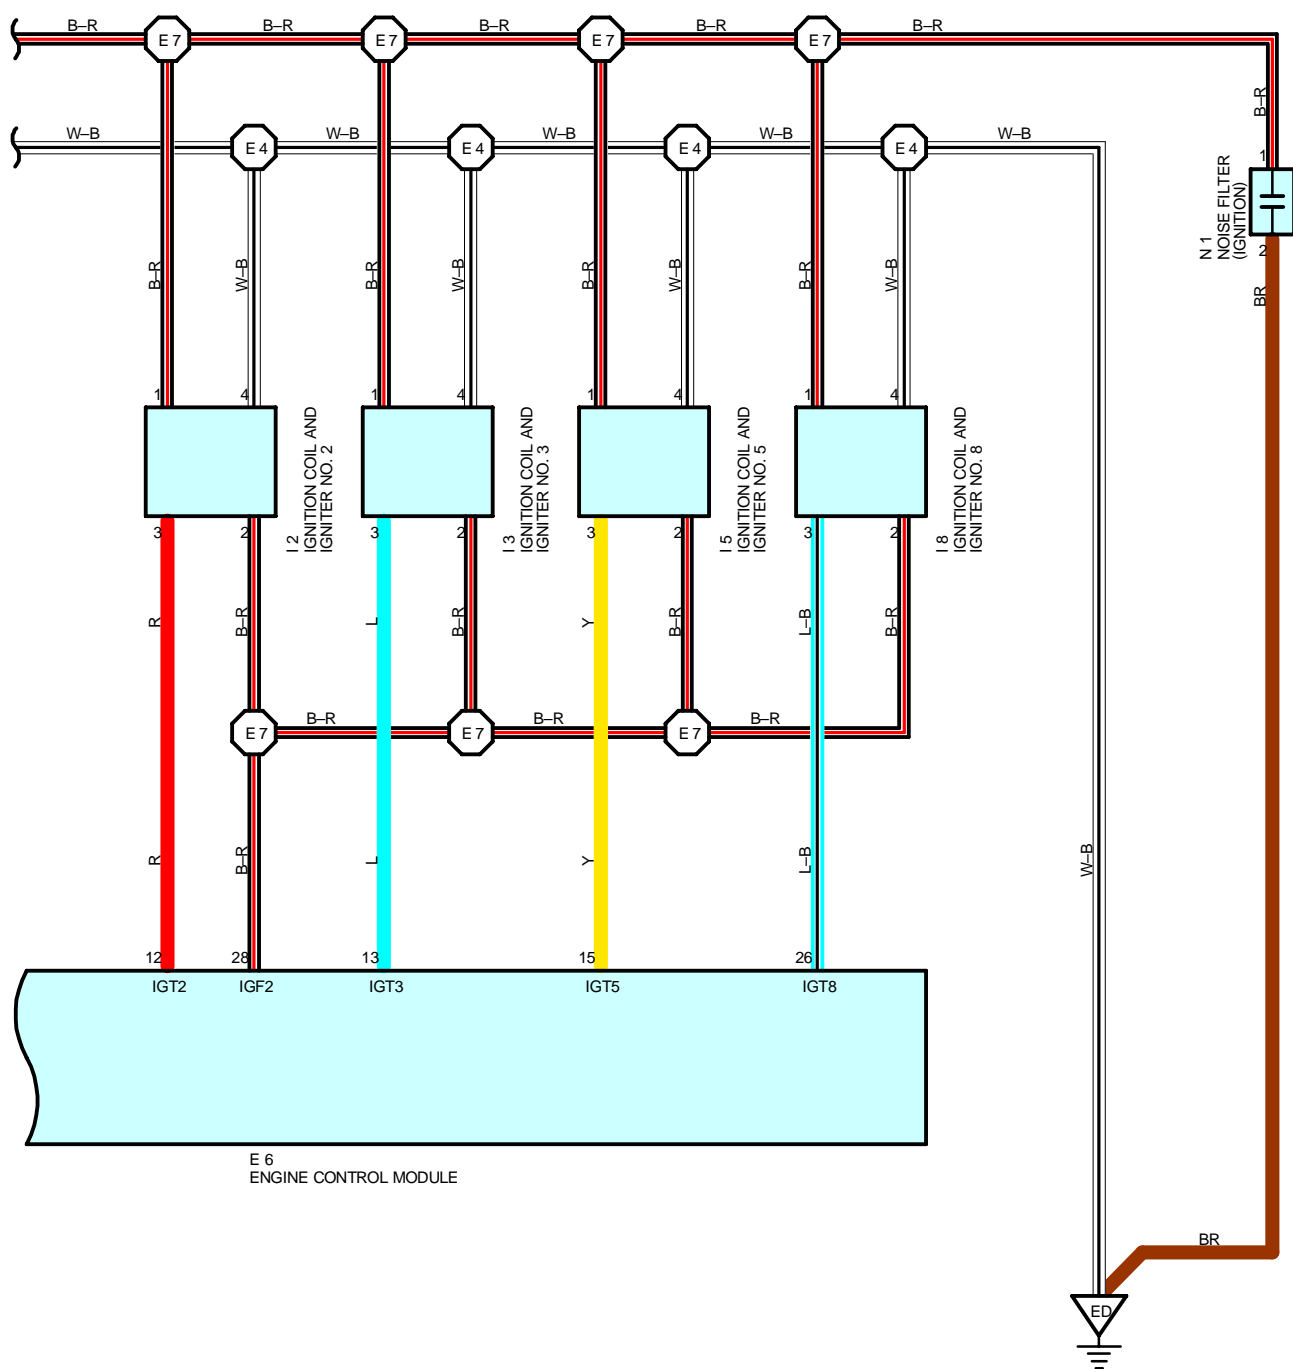 B–R B–R B–R B–R B–R
E 7 E 7 E 7 E 7
B–R
W–B W–B W–B W–B W–B
E 4 E 4 E 4 E 4
1
N 1
NOISE FILTER
(IGNITION)
2
B–R W–B B–R W–B B–R W–B B–R W–B
BR
1 4 1 4 1 4 1 4
I 2
IGNITION COIL AND
IGNITER NO. 2
I 3
IGNITION COIL AND
IGNITER NO. 3
I 5
IGNITION COIL AND
IGNITER NO. 5
I 8
IGNITION COIL AND
IGNITER NO. 8
3 2 3 2 3 2 3 2
R B–R L B–R Y B–R L–B B–R
B–R B–R B–R
E 7 E 7 E 7
R B–R L Y L–B W–B
12 28 13 15 26
IGT2 IGF2 IGT3 IGT5 IGT8
E 6
ENGINE CONTROL MODULE
BR
ED